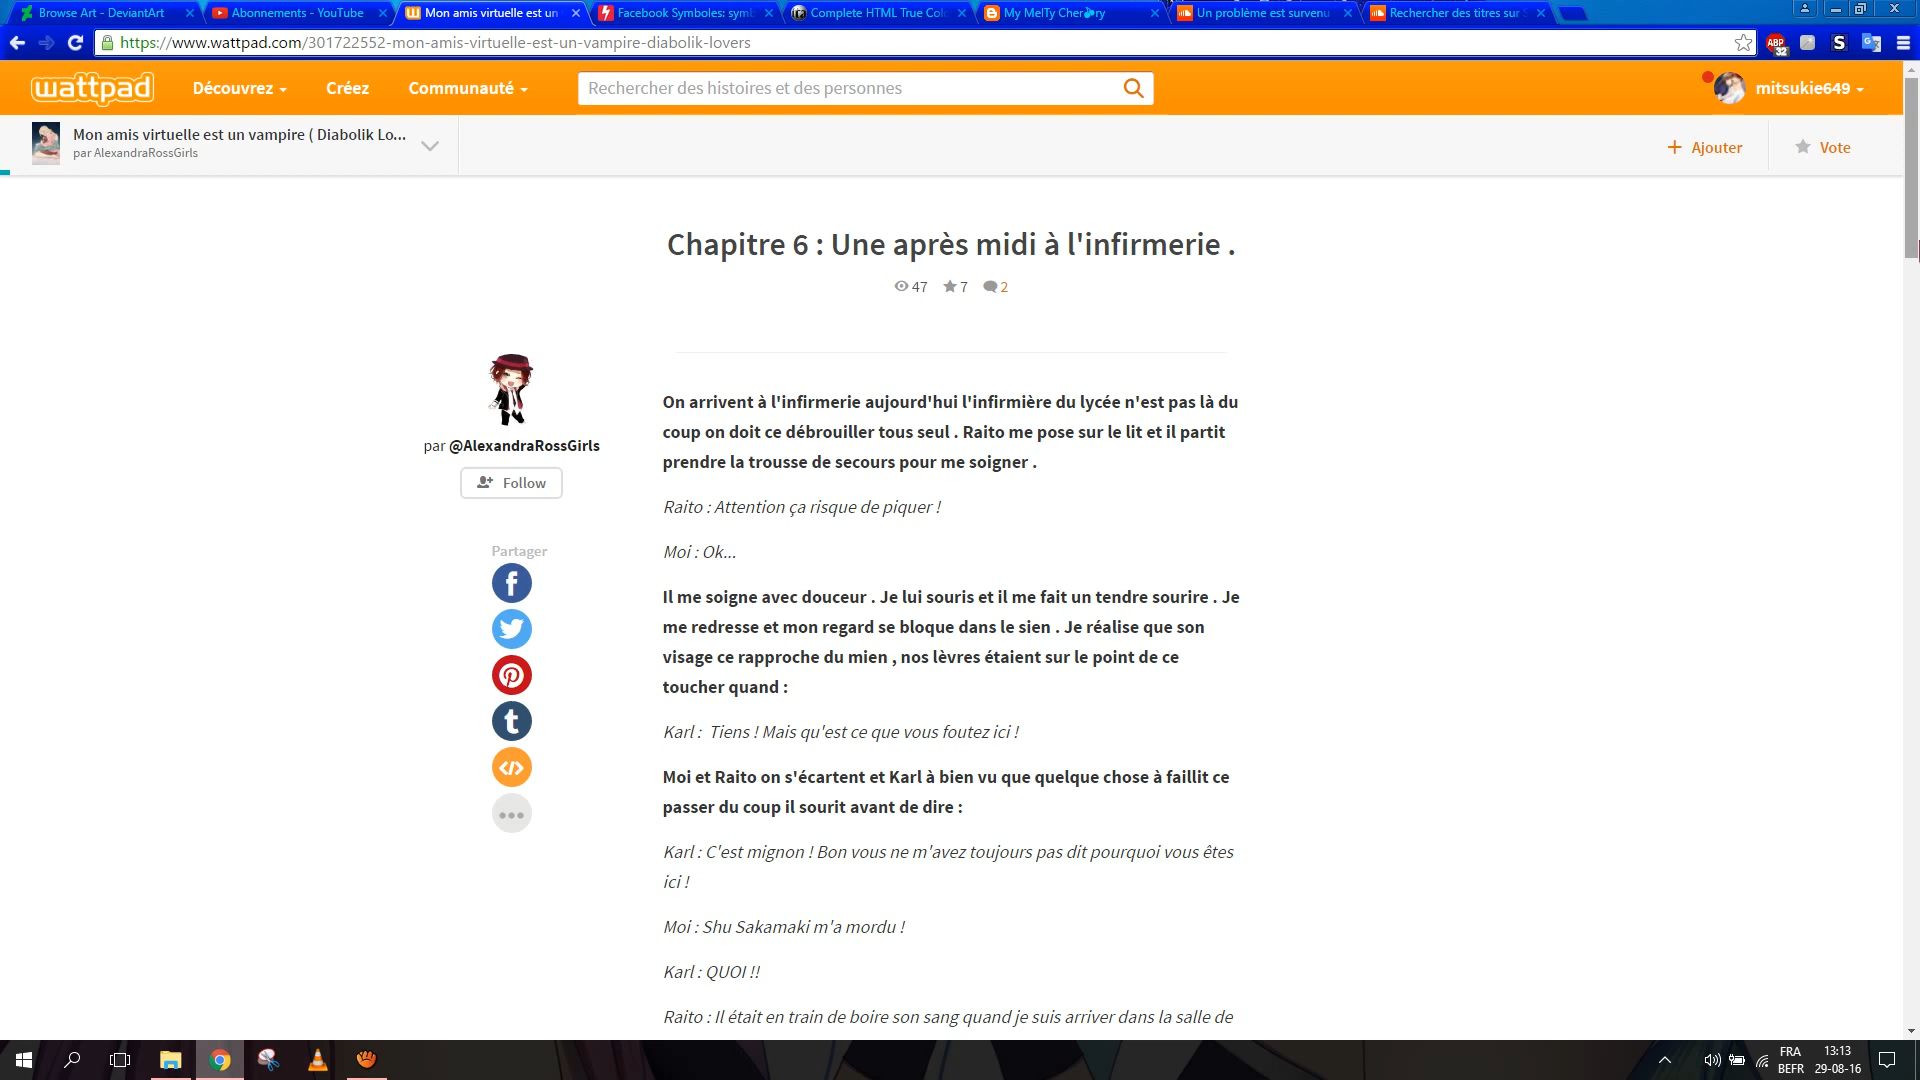 Browse Art - DeviantArt
Abonnements - YouTube
Mon amis virtuelle est un
Facebook Symboles: sym
Complete HTML True Col
My MelTy Cher♪ry
Un problème est survenu
Rechercher des titres sur S
https://www.wattpad.com/301722552-mon-amis-virtuelle-est-un-vampire-diabolik-lovers
ABP
32
S
wattpad
Découvrez
Créez
Communauté
Rechercher des histoires et des personnes
mitsukie649
Mon amis virtuelle est un vampire ( Diabolik Lo...
par AlexandraRossGirls
Ajouter
Vote
Chapitre 6 : Une après midi à l'infirmerie .
47 7 2
par @AlexandraRossGirls
Follow
Partager
On arrivent à l'infirmerie aujourd'hui l'infirmière du lycée n'est pas là du
coup on doit ce débrouiller tous seul . Raito me pose sur le lit et il partit
prendre la trousse de secours pour me soigner .
Raito : Attention ça risque de piquer !
Moi : Ok...
Il me soigne avec douceur . Je lui souris et il me fait un tendre sourire . Je
me redresse et mon regard se bloque dans le sien . Je réalise que son
visage ce rapproche du mien , nos lèvres étaient sur le point de ce
toucher quand :
Karl :  Tiens ! Mais qu'est ce que vous foutez ici !
Moi et Raito on s'écartent et Karl à bien vu que quelque chose à faillit ce
passer du coup il sourit avant de dire :
Karl : C'est mignon ! Bon vous ne m'avez toujours pas dit pourquoi vous êtes
ici !
Moi : Shu Sakamaki m'a mordu !
Karl : QUOI !!
Raito : Il était en train de boire son sang quand je suis arriver dans la salle de
FRA
BEFR
13:13
29-08-16